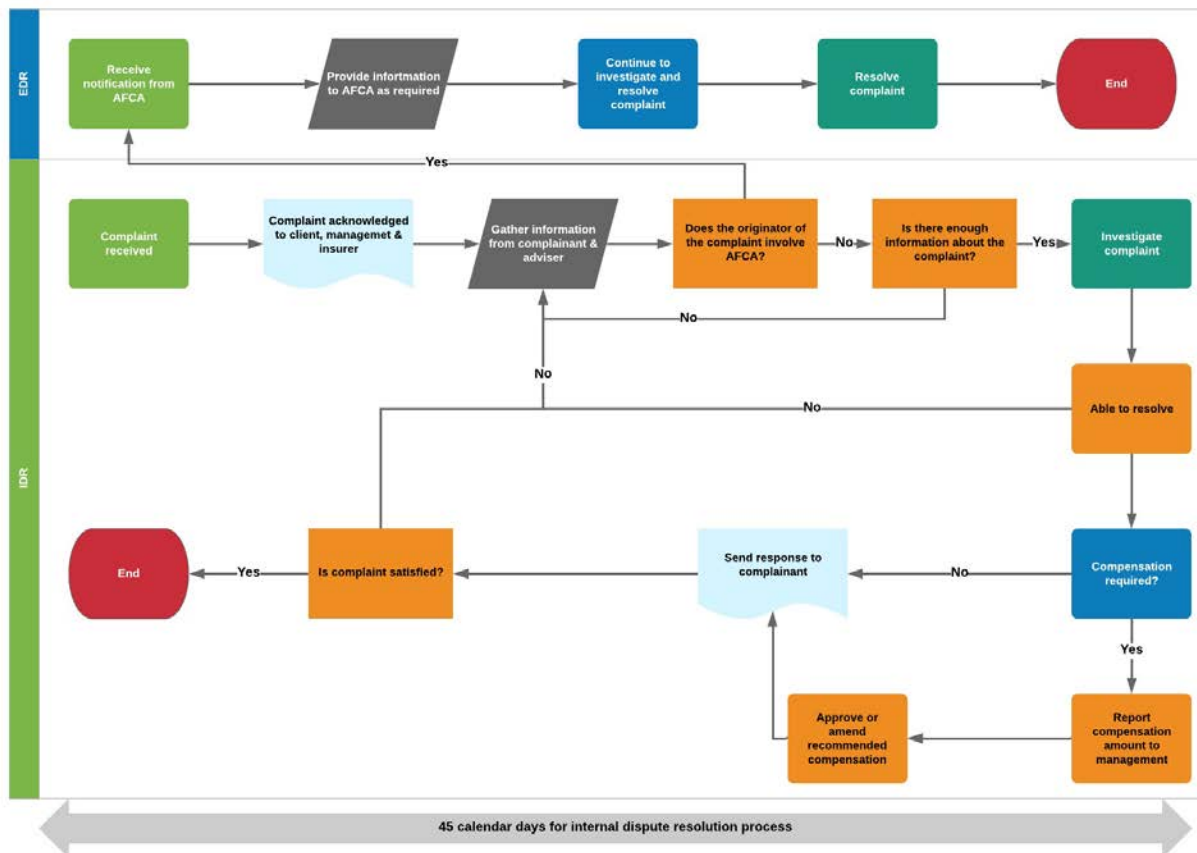 EDR
Receive
notification from
AFCA
Provide infortmation
to AFCA as required
Continue to
investigate and
resolve
complaint
Resolve
complaint
End
Yes
IDR
Complaint
received
Complaint acknowledged
to client, managemet &
insurer
Gather information
from complainant &
adviser
Does the originator
of the complaint involve
AFCA?
No
Is there enough
information about the
complaint?
Yes
Investigate
complaint
No
No
No
Able to resolve
End
Yes
Is complaint satisfied?
Send response to
complainant
No
Compensation
required?
Yes
Approve or
amend
recommended
compensation
Report
compensation
amount to
management
45 calendar days for internal dispute resolution process